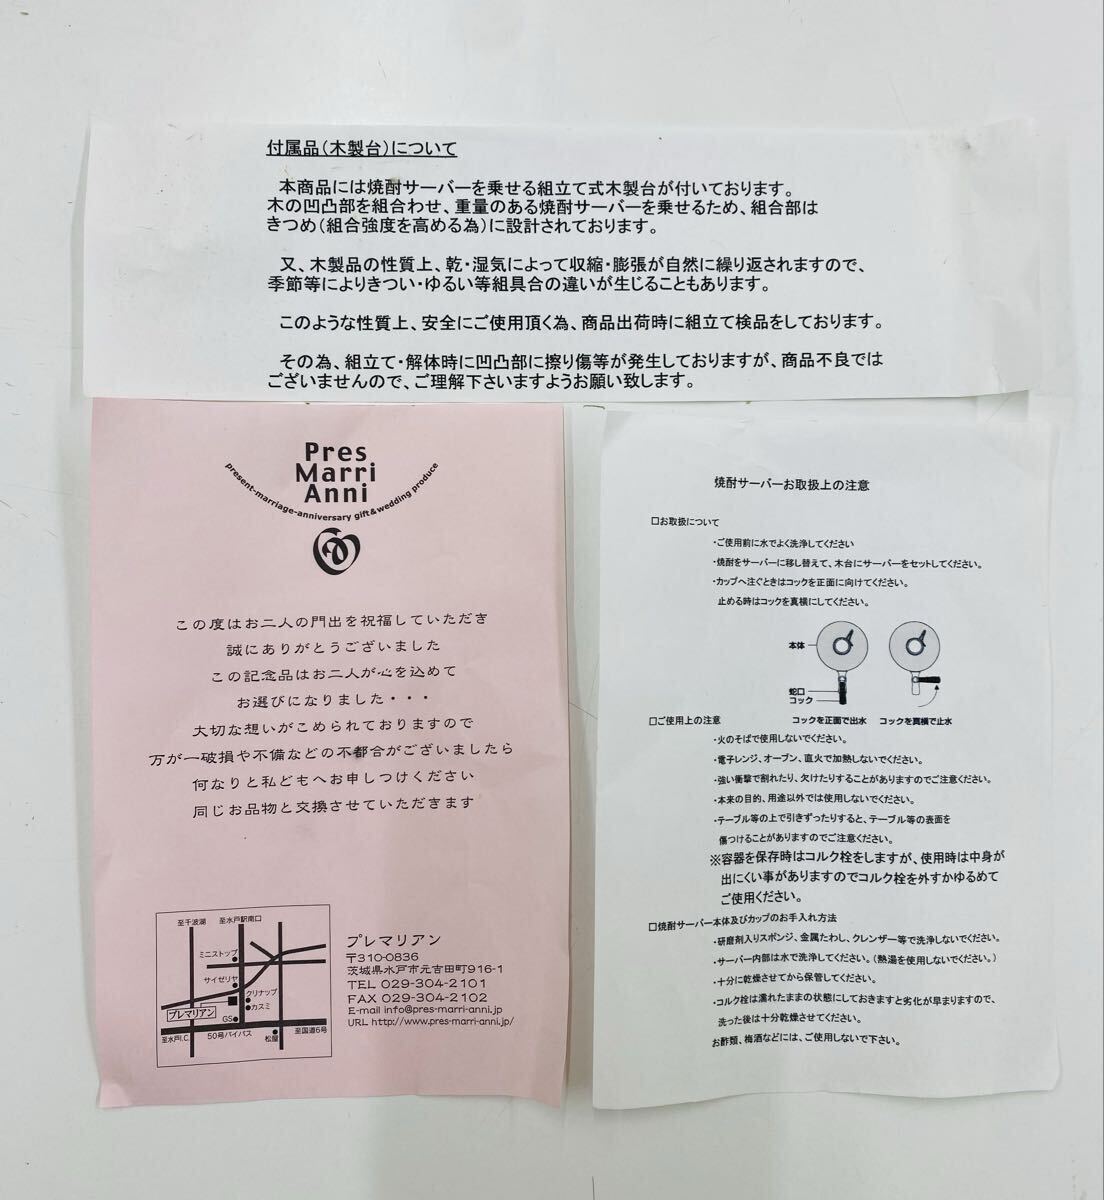 付属品(木製台)について
本商品には焼酎サーバーを乗せる組立て式木製台が付いております。
木の凹凸部を組合わせ、重量のある焼酎サーバーを乗せるため、組合部は
きつめ(組合強度を高める為)に設計されております。
又、木製品の性質上、乾・湿気によって収縮・膨張が自然に繰り返されますので、
季節等によりきつい・ゆるい等組具合の違いが生じることもあります。
このような性質上、安全にご使用頂く為、商品出荷時に組立て検品をしております。
その為、組立て・解体時に凹凸部に擦り傷等が発生しておりますが、商品不良では
ございませんので、ご理解下さいますようお願い致します。
Pres
Marri
Anni
present-marriage-anniversary gift&wedding produce
この度はお二人の門出を祝福していただき
誠にありがとうございました
この記念品はお二人が心を込めて
お選びになりました・・・
大切な想いがこめられておりますので
万が一破損や不備などの不都合がございましたら
何なりと私どもへお申しつけください
同じお品物と交換させていただきます
至千波湖
至水戸駅南口
ミニストップ
サイゼリヤ
クリナップ
カスミ
プレマリアン
GS
至水戸I.C.
50号バイパス
松屋
至国道6号
プレマリアン
〒310-0836
茨城県水戸市元吉田町916-1
TEL 029-304-2101
FAX 029-304-2102
E-mail info@pres-marri-anni.jp
URL http://www.pres-marri-anni.jp/
焼酎サーバーお取扱上の注意
□お取扱について
・ご使用前に水でよく洗浄してください
・焼酎をサーバーに移し替えて、木台にサーバーをセットしてください。
・カップへ注ぐときはコックを正面に向けてください。
止める時はコックを真横にしてください。
本体
蛇口
コック
コックを正面で出水
コックを真横で止水
□ご使用上の注意
・火のそばで使用しないでください。
・電子レンジ、オーブン、直火で加熱しないでください。
・強い衝撃で割れたり、欠けたりすることがありますのでご注意ください。
・本来の目的、用途以外では使用しないでください。
・テーブル等の上で引きずったりすると、テーブル等の表面を
傷つけることがありますのでご注意ください。
※容器を保存時はコルク栓をしますが、使用時は中身が
出にくい事がありますのでコルク栓を外すかゆるめて
ご使用ください。
□焼酎サーバー本体及びカップのお手入れ方法
・研磨剤入りスポンジ、金属たわし、クレンザー等で洗浄しないでください。
・サーバー内部は水で洗浄してください。(熱湯を使用しないでください。)
・十分に乾燥させてから保管してください。
・コルク栓は濡れたままの状態にしておきますと劣化が早まりますので、
洗った後は十分乾燥させてください。
お酢類、梅酒などには、ご使用しないで下さい。